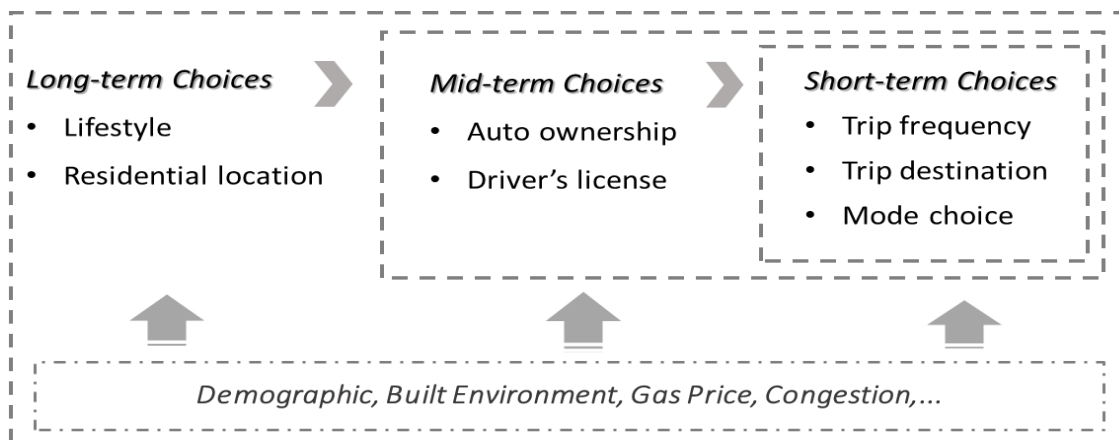 Long-term Choices
• Lifestyle
• Residential location
Mid-term Choices
• Auto ownership
• Driver’s license
Short-term Choices
• Trip frequency
• Trip destination
• Mode choice
Demographic, Built Environment, Gas Price, Congestion,...